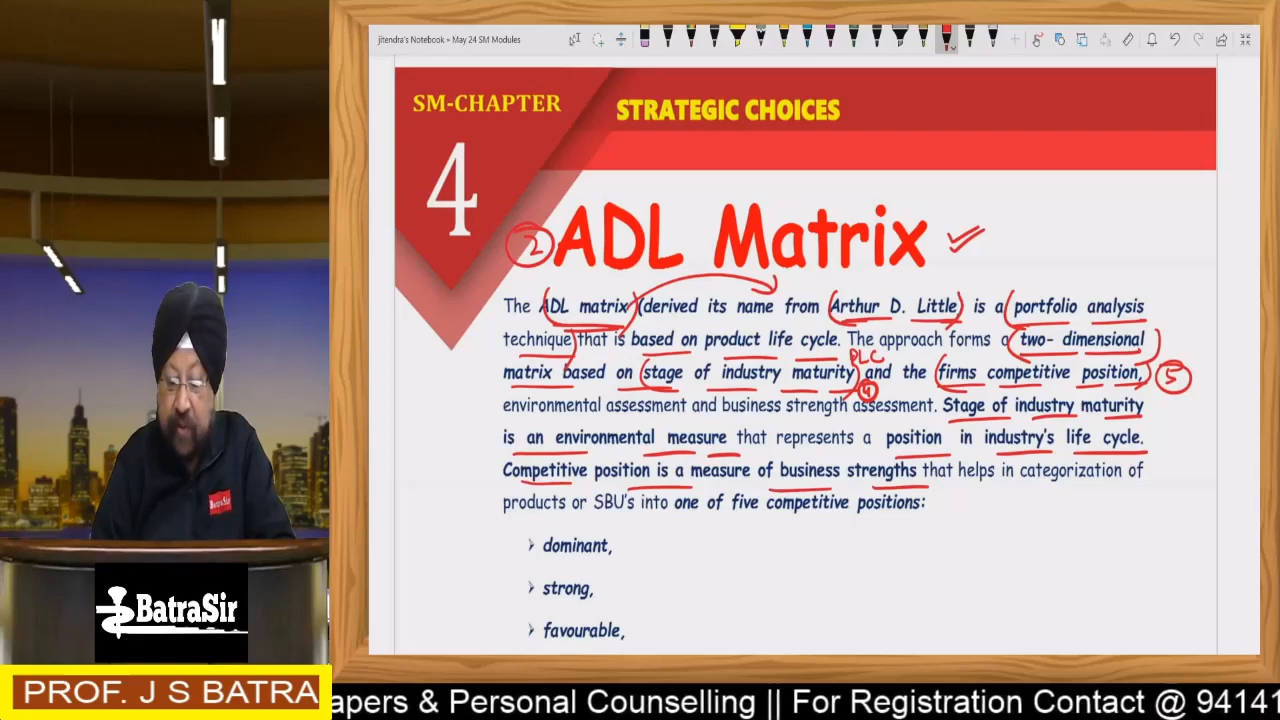 jitendra's Notebook » May 24 SM Modules
SM-CHAPTER
4
STRATEGIC CHOICES
② ADL Matrix
The ADL matrix (derived its name from Arthur D. Little) is a portfolio analysis
technique that is based on product life cycle. The approach forms a two- dimensional
PLC
matrix based on stage of industry maturity and the firms competitive position, ⑤
④
environmental assessment and business strength assessment. Stage of industry maturity
is an environmental measure that represents a position in industry's life cycle.
Competitive position is a measure of business strengths that helps in categorization of
products or SBU's into one of five competitive positions:
dominant,
strong,
favourable,
BatraSir
BatraSir
PROF. J S BATRA
apers & Personal Counselling || For Registration Contact @ 94141